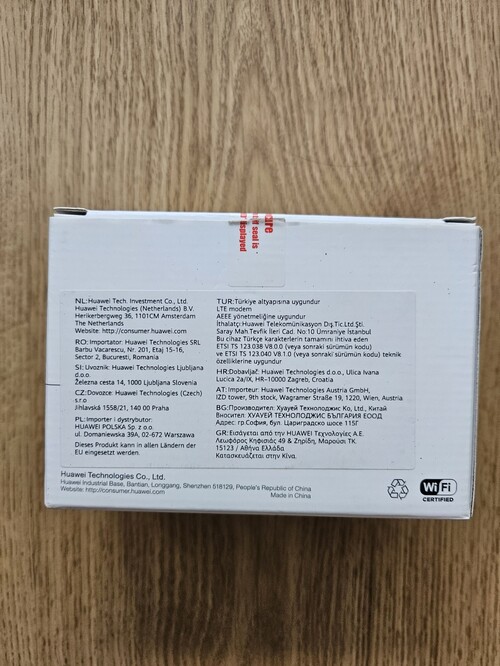 care
seal is
displayed
NL:Huawei Tech. Investment Co., Ltd.
Huawei Technologies (Netherlands) B.V.
Herikerbergweg 36, 1101CM Amsterdam
The Netherlands
Website: http://consumer.huawei.com
RO:Importator: Huawei Technologies SRL
Barbu Vacarescu, Nr. 201, Etaj 15-16,
Sector 2, Bucuresti, Romania
SI:Uvoznik: Huawei Technologies Ljubljana
d.o.o.
Železna cesta 14, 1000 Ljubljana Slovenia
CZ:Dovozce: Huawei Technologies (Czech)
s.r.o
Jihlavská 1558/21, 140 00 Praha
PL:Importer i dystrybutor:
HUAWEI POLSKA Sp. z o.o.
ul. Domaniewska 39A, 02-672 Warszawa
Dieses Produkt kann in allen Ländern der
EU eingesetzt werden.
TUR:Türkiye altyapısına uygundur
LTE modem
AEEE yönetmeliğine uygundur
İthalatçı:Huawei Telekomünikasyon Dış.Tic.Ltd.Şti.
Saray Mah.Tevfik İleri Cad. No:10 Ümraniye İstanbul
Bu cihaz Türkçe karakterlerin tamamını ihtiva eden
ETSI TS 123.038 V8.0.0 (veya sonraki sürümün kodu)
ve ETSI TS 123.040 V8.1.0 (veya sonraki sürümün kodu) teknik
özelliklerine uygundur
HR:Dobavljač: Huawei Technologies d.o.o., Ulica Ivana
Lucica 2a/IX, HR-10000 Zagreb, Croatia
AT:Importeur: Huawei Technologies Austria GmbH,
IZD tower, 9th stock, Wagramer Straße 19, 1220, Wien, Austria
BG:Производител: Хуауей Технолоджис Ко, Ltd., Китай
Вносител: ХУАУЕЙ ТЕХНОЛОДЖИС БЪЛГАРИЯ ЕООД
Адрес: гр.София, бул. Цариградско шосе 115Г
GR:Εισάγεται από την HUAWEI Τεχνολογίες Α.Ε.
Λεωφόρος Κηφισιάς 49 & Ζηρίδη, Μαρούσι ΤΚ
15123 / Αθήνα Ελλάδα
Κατασκευάζεται στην Κίνα.
Huawei Technologies Co., Ltd.
Huawei Industrial Base, Bantian, Longgang, Shenzhen 518129, People's Republic of China
Website: http://consumer.huawei.com
Made in China
Wi Fi
CERTIFIED